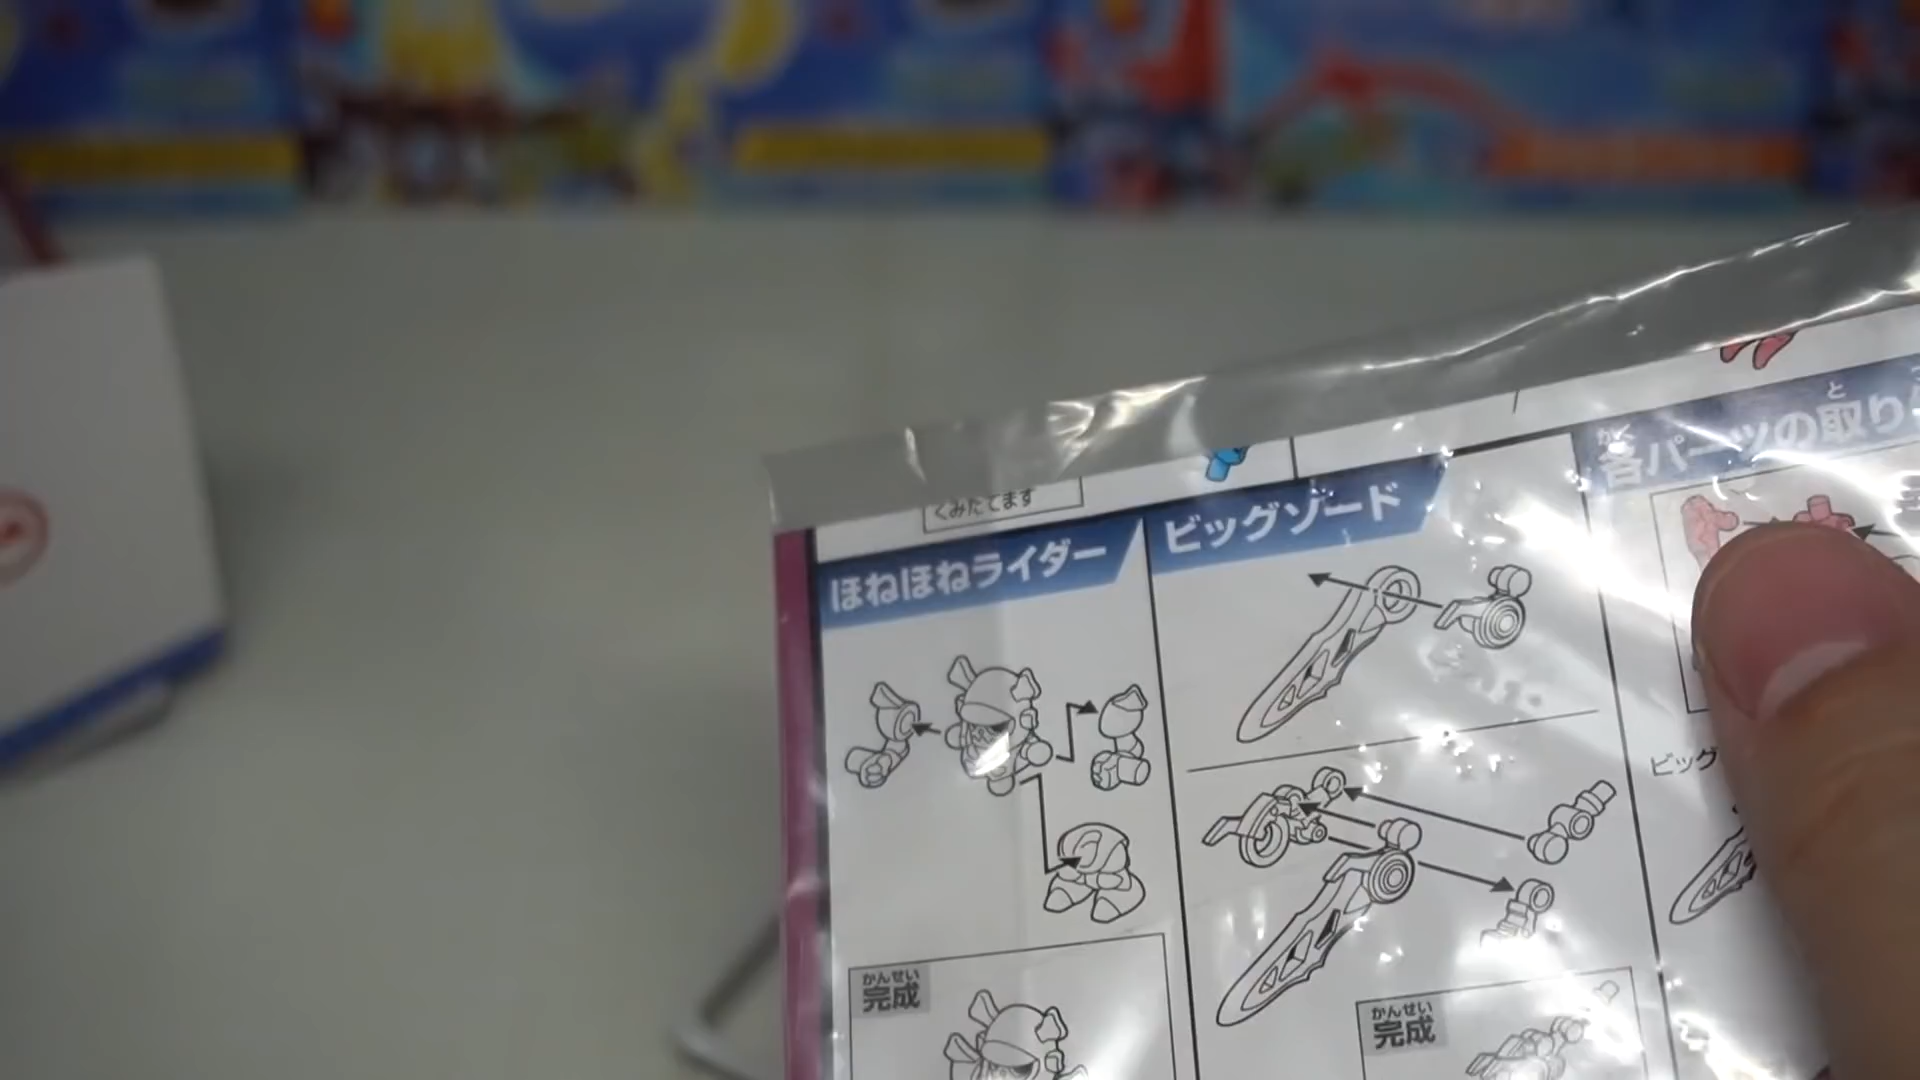 くみたてます
ほねほねライダー
ビッグゾード
かく と
各パーツの取り
ビッグ
かんせい
完成
かんせい
完成